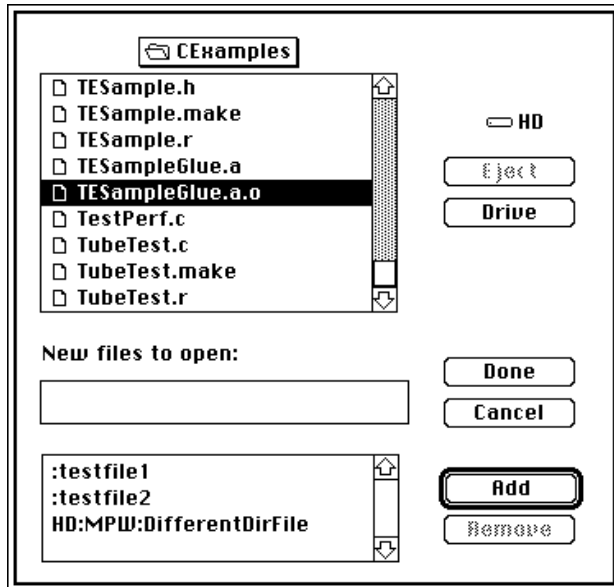 CExamples
TESample.h
TESample.make
TESample.r
TESampleGlue.a
TESampleGlue.a.o
TestPerf.c
TubeTest.c
TubeTest.make
TubeTest.r
HD
Eject
Drive
New files to open:
Done
Cancel
:testfile1
:testfile2
HD:MPW:DifferentDirFile
Add
Remove